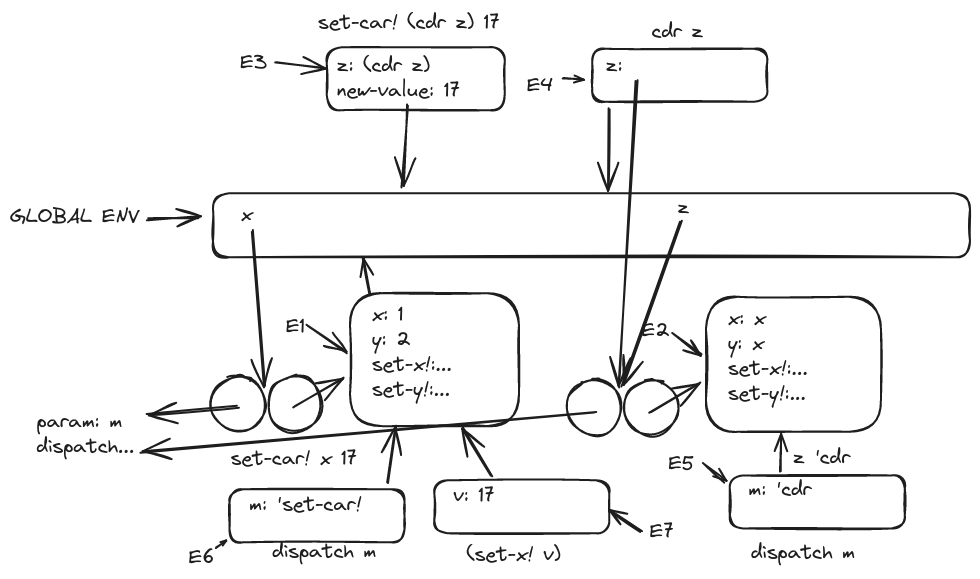 set-car! (cdr z) 17
cdr z
E3
z: (cdr z)
new-value: 17
E4
z:
GLOBAL ENV
x
z
E1
x: 1
y: 2
set-x!:...
set-y!:...
E2
x: x
y: x
set-x!:...
set-y!:...
param: m
dispatch...
set-car! x 17
E5
z 'cdr
m: 'set-car!
v: 17
m: 'cdr
E6
dispatch m
(set-x! v)
E7
dispatch m